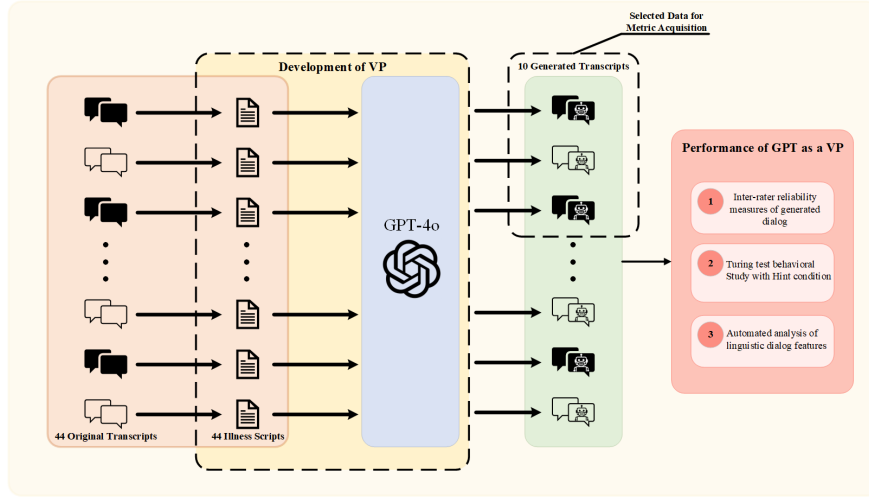 Selected Data for
Metric Acquisition
Development of VP
10 Generated Transcripts
GPT-4o
44 Original Transcripts
44 Illness Scripts
Performance of GPT as a VP
1
Inter-rater reliability
measures of generated
dialog
2
Turing test behavioral
Study with Hint condition
3
Automated analysis of
linguistic dialog features